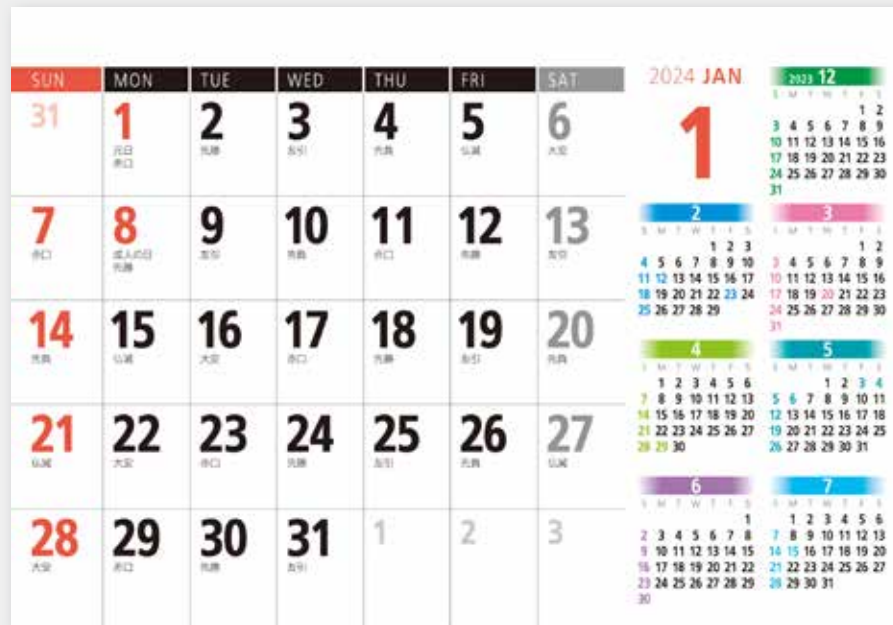 SUN MON TUE WED THU FRI SAT
31 1 2 3 4 5 6
元日 先勝 友引 先負 仏滅 大安
赤口
7 8 9 10 11 12 13
赤口 成人の日 友引 先負 赤口 先勝 友引
先勝
14 15 16 17 18 19 20
先負 仏滅 大安 赤口 先勝 友引 先負
21 22 23 24 25 26 27
仏滅 大安 赤口 先勝 友引 先負 仏滅
28 29 30 31 1 2 3
大安 赤口 先勝 友引
2024 JAN
1
2023 12
S M T W T F S
1 2
3 4 5 6 7 8 9
10 11 12 13 14 15 16
17 18 19 20 21 22 23
24 25 26 27 28 29 30
31
2
S M T W T F S
1 2 3
4 5 6 7 8 9 10
11 12 13 14 15 16 17
18 19 20 21 22 23 24
25 26 27 28 29
3
S M T W T F S
1 2
3 4 5 6 7 8 9
10 11 12 13 14 15 16
17 18 19 20 21 22 23
24 25 26 27 28 29 30
31
4
S M T W T F S
1 2 3 4 5 6
7 8 9 10 11 12 13
14 15 16 17 18 19 20
21 22 23 24 25 26 27
28 29 30
5
S M T W T F S
1 2 3 4
5 6 7 8 9 10 11
12 13 14 15 16 17 18
19 20 21 22 23 24 25
26 27 28 29 30 31
6
S M T W T F S
1
2 3 4 5 6 7 8
9 10 11 12 13 14 15
16 17 18 19 20 21 22
23 24 25 26 27 28 29
30
7
S M T W T F S
1 2 3 4 5 6
7 8 9 10 11 12 13
14 15 16 17 18 19 20
21 22 23 24 25 26 27
28 29 30 31